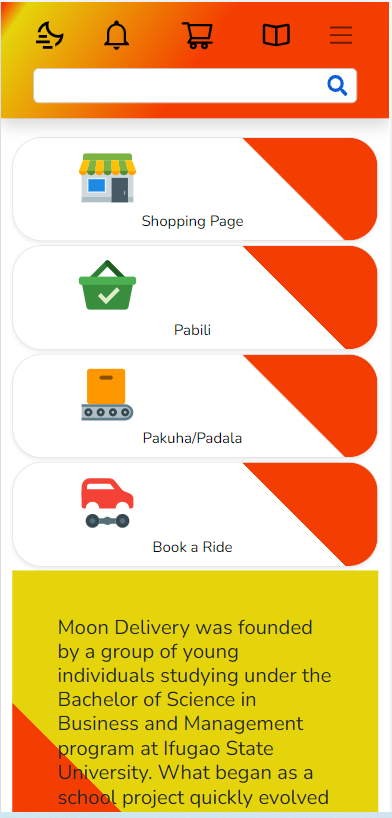 Shopping Page
Pabili
Pakuha/Padala
Book a Ride
Moon Delivery was founded
by a group of young
individuals studying under the
Bachelor of Science in
Business and Management
program at Ifugao State
University. What began as a
school project quickly evolved